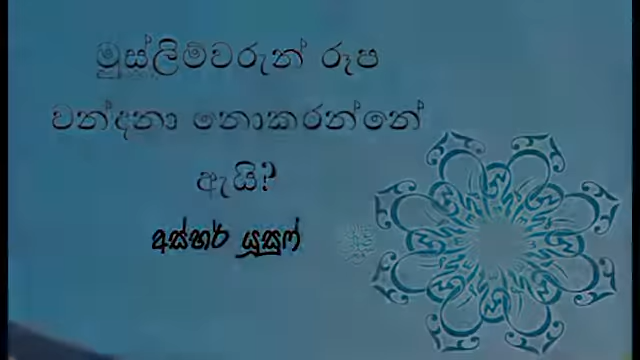 මුස්ලිම්වරුන් රූප
වන්දනා නොකරන්නේ
ඇයි?
අස්හර් යූසුෆ්